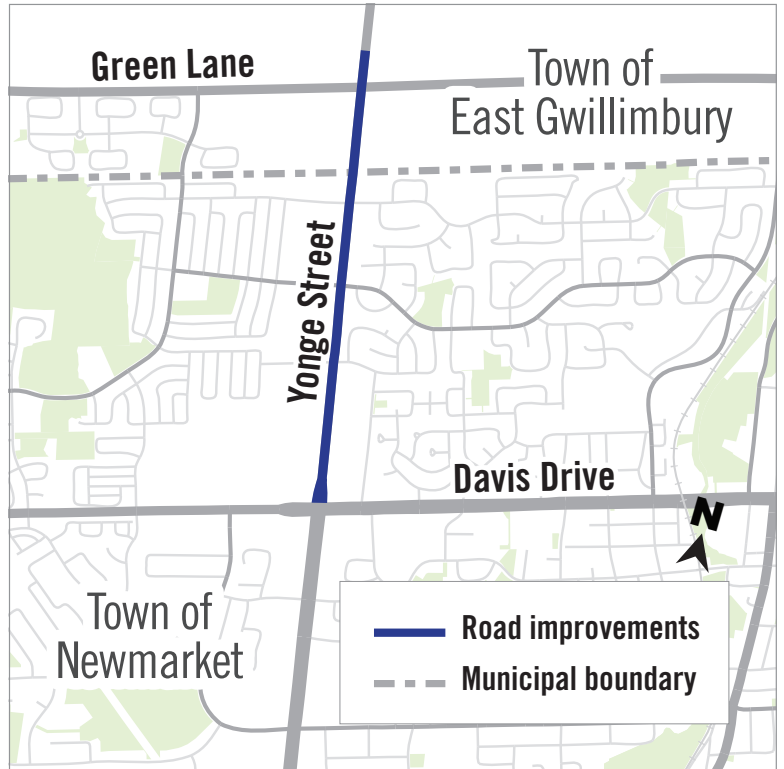 Green Lane
Town of
East Gwillimbury
Yonge Street
Davis Drive
N
Town of
Newmarket
Road improvements
Municipal boundary